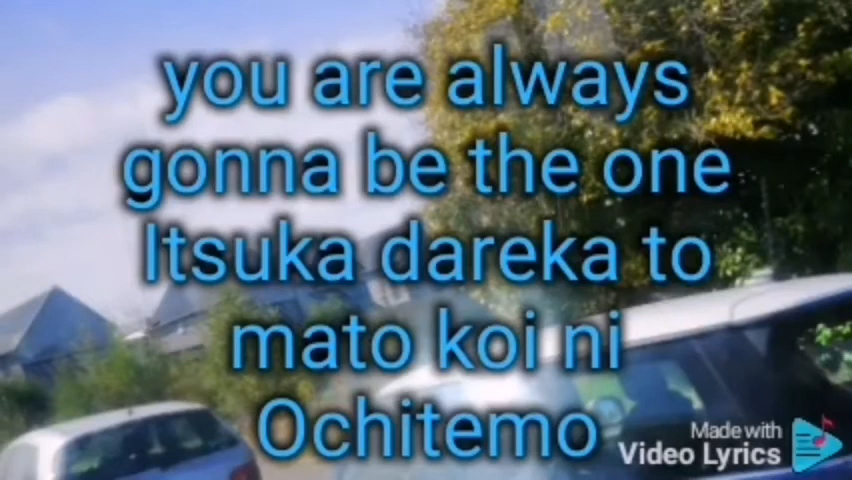 you are always
gonna be the one
Itsuka dareka to
mato koi ni
Ochitemo
Made with
Video Lyrics